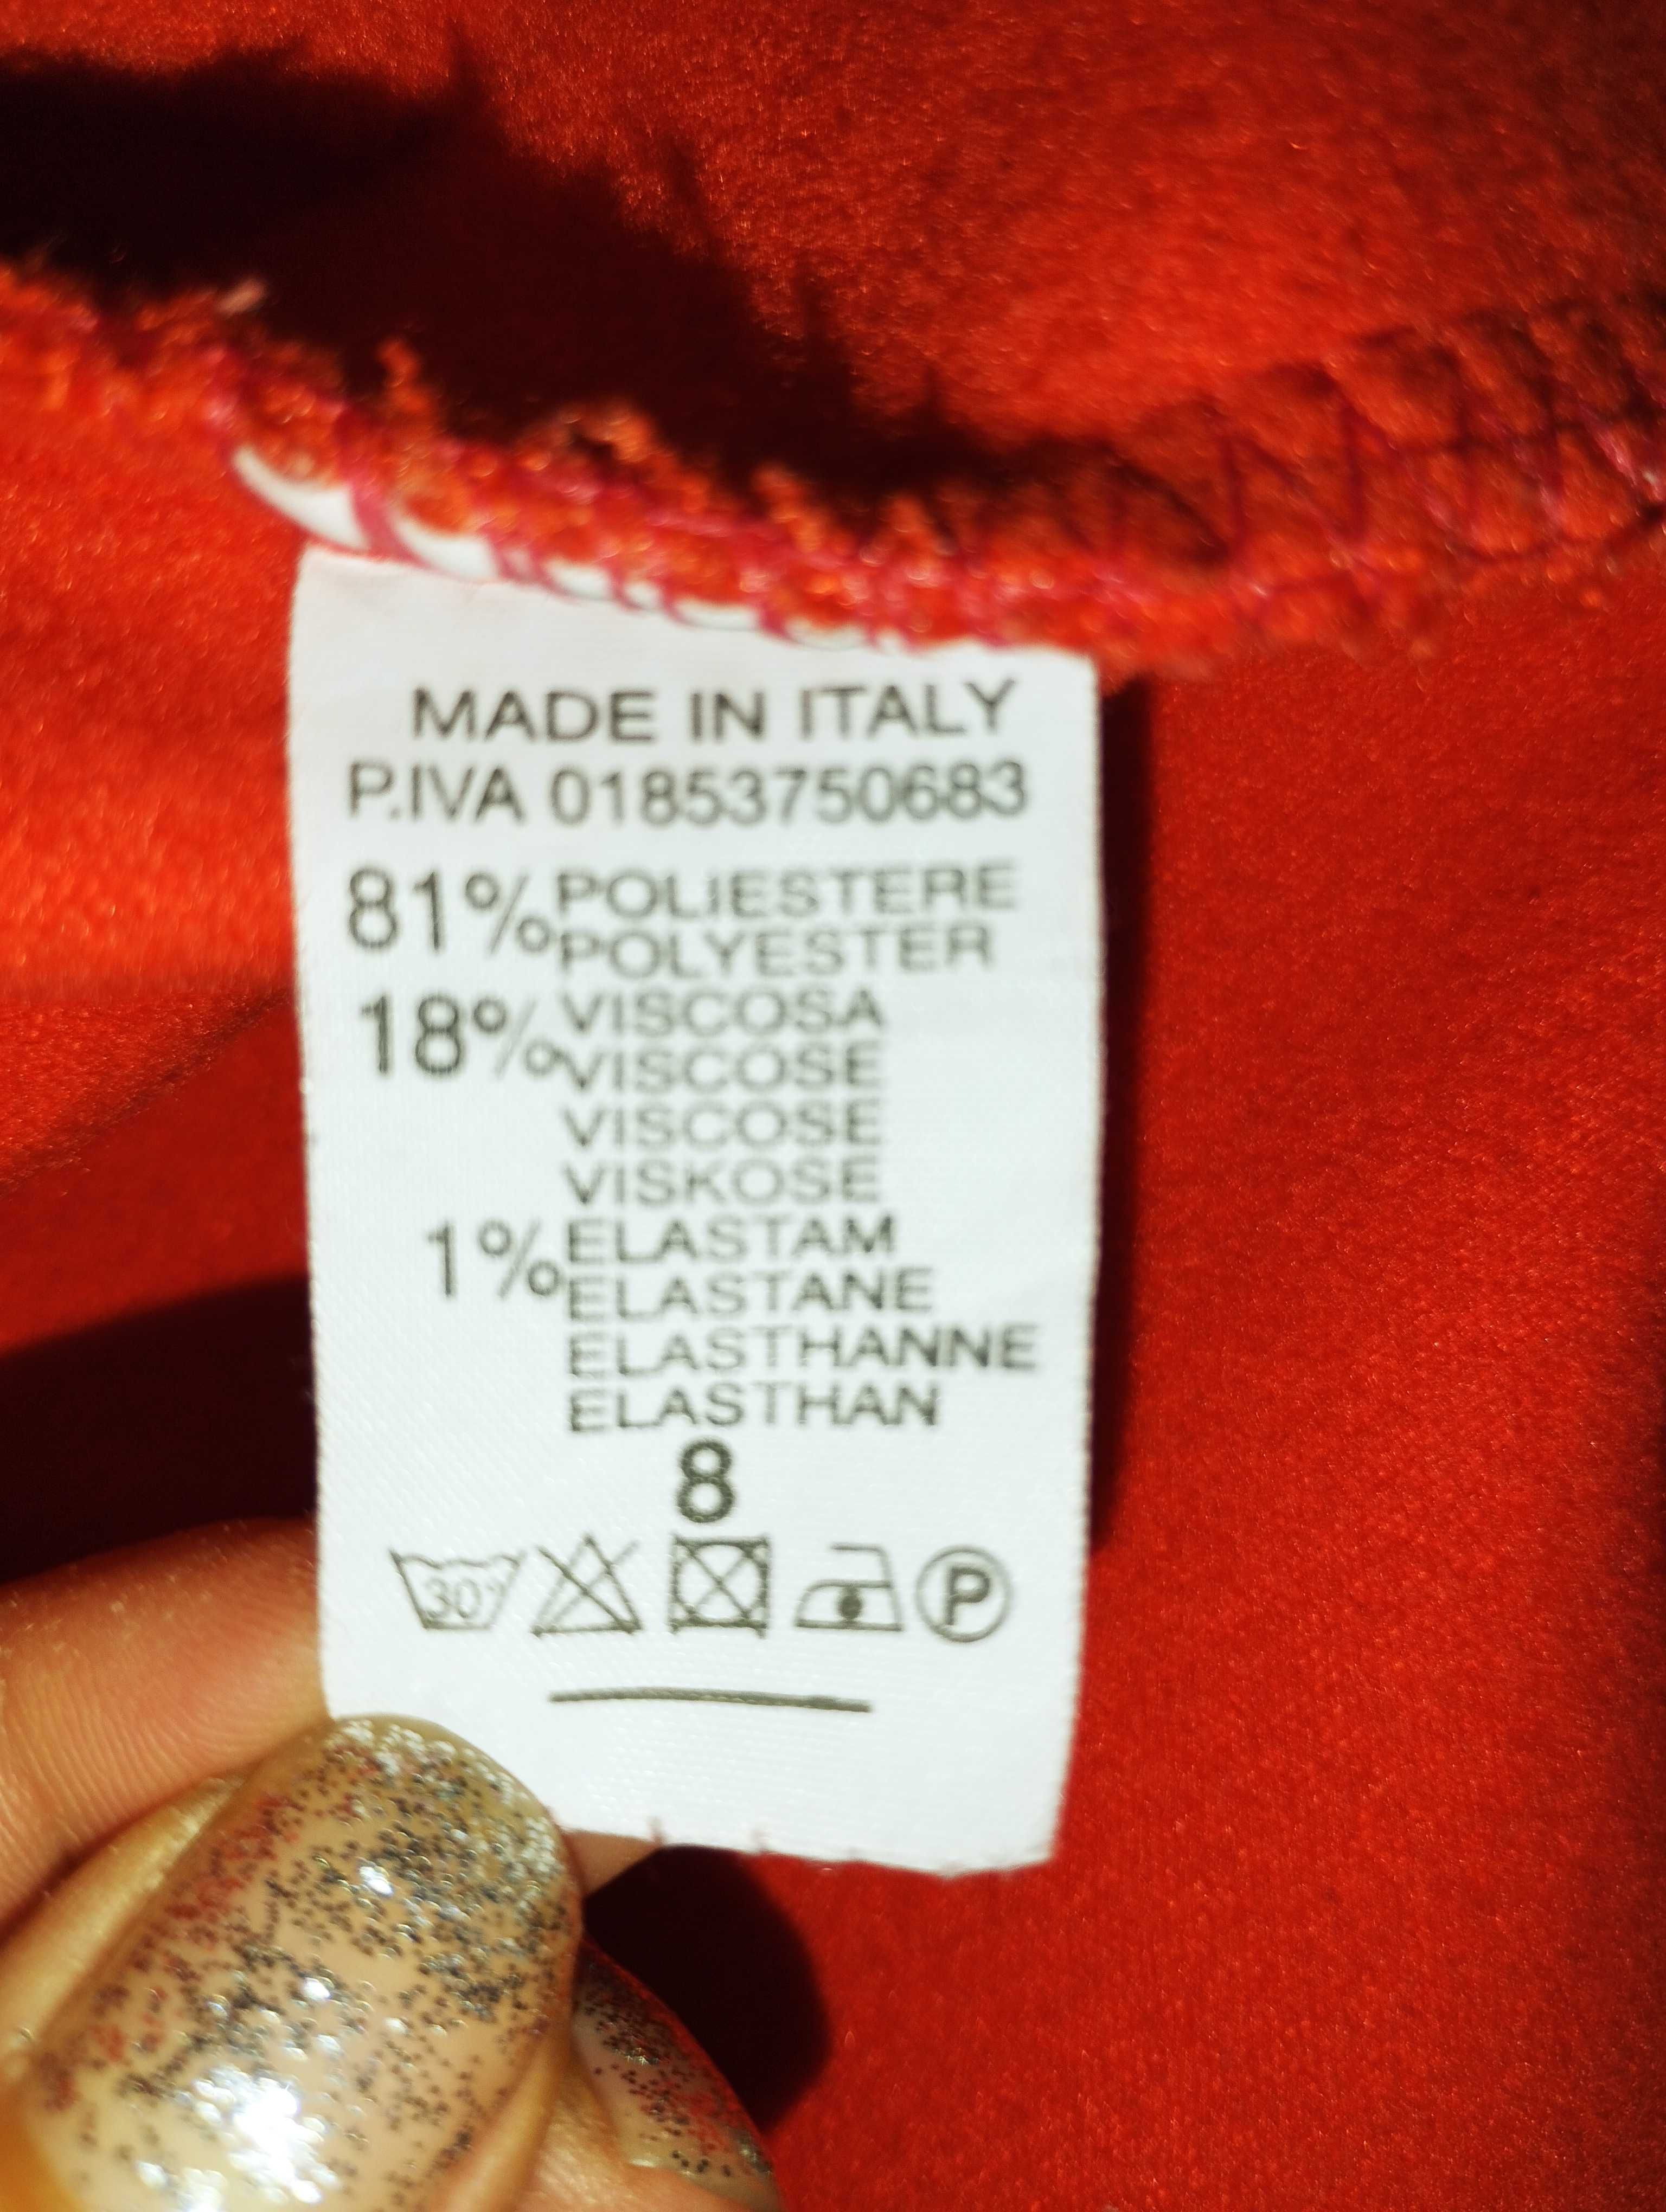 MADE IN ITALY
P.IVA 01853750683
81% POLIESTERE
POLYESTER
18% VISCOSA
VISCOSE
VISCOSE
VISKOSE
1% ELASTAM
ELASTANE
ELASTHANNE
ELASTHAN
8
30° P